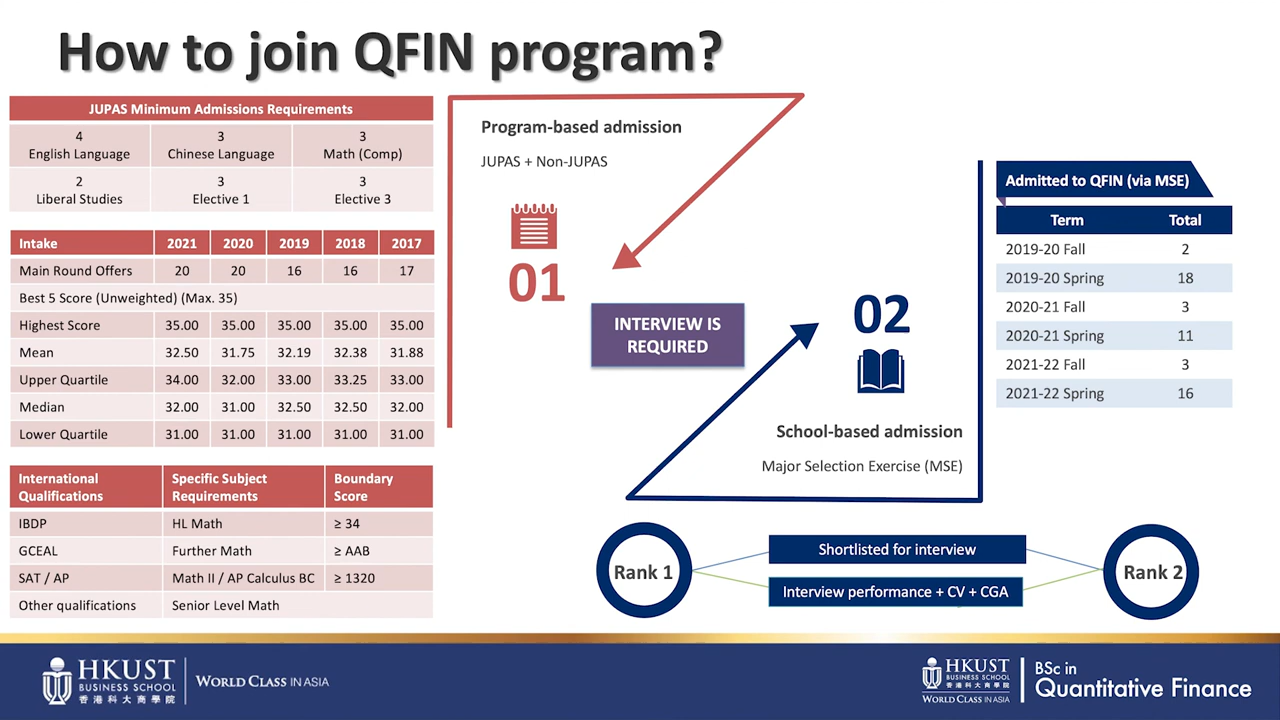 How to join QFIN program?
JUPAS Minimum Admissions Requirements
4 3 3
English Language Chinese Language Math (Comp)
2 3 3
Liberal Studies Elective 1 Elective 3
Intake 2021 2020 2019 2018 2017
Main Round Offers 20 20 16 16 17
Best 5 Score (Unweighted) (Max. 35)
Highest Score 35.00 35.00 35.00 35.00 35.00
Mean 32.50 31.75 32.19 32.38 31.88
Upper Quartile 34.00 32.00 33.00 33.25 33.00
Median 32.00 31.00 32.50 32.50 32.00
Lower Quartile 31.00 31.00 31.00 31.00 31.00
International Specific Subject Boundary
Qualifications Requirements Score
IBDP HL Math ≥ 34
GCEAL Further Math ≥ AAB
SAT / AP Math II / AP Calculus BC ≥ 1320
Other qualifications Senior Level Math
Program-based admission
JUPAS + Non-JUPAS
01
INTERVIEW IS
REQUIRED
02
School-based admission
Major Selection Exercise (MSE)
Admitted to QFIN (via MSE)
Term Total
2019-20 Fall 2
2019-20 Spring 18
2020-21 Fall 3
2020-21 Spring 11
2021-22 Fall 3
2021-22 Spring 16
Rank 1
Shortlisted for interview
Interview performance + CV + CGA
Rank 2
HKUST
BUSINESS SCHOOL
香港科大商學院
WORLD CLASS IN ASIA
HKUST
BUSINESS SCHOOL
香港科大商學院
WORLD CLASS IN ASIA
BSc in
Quantitative Finance